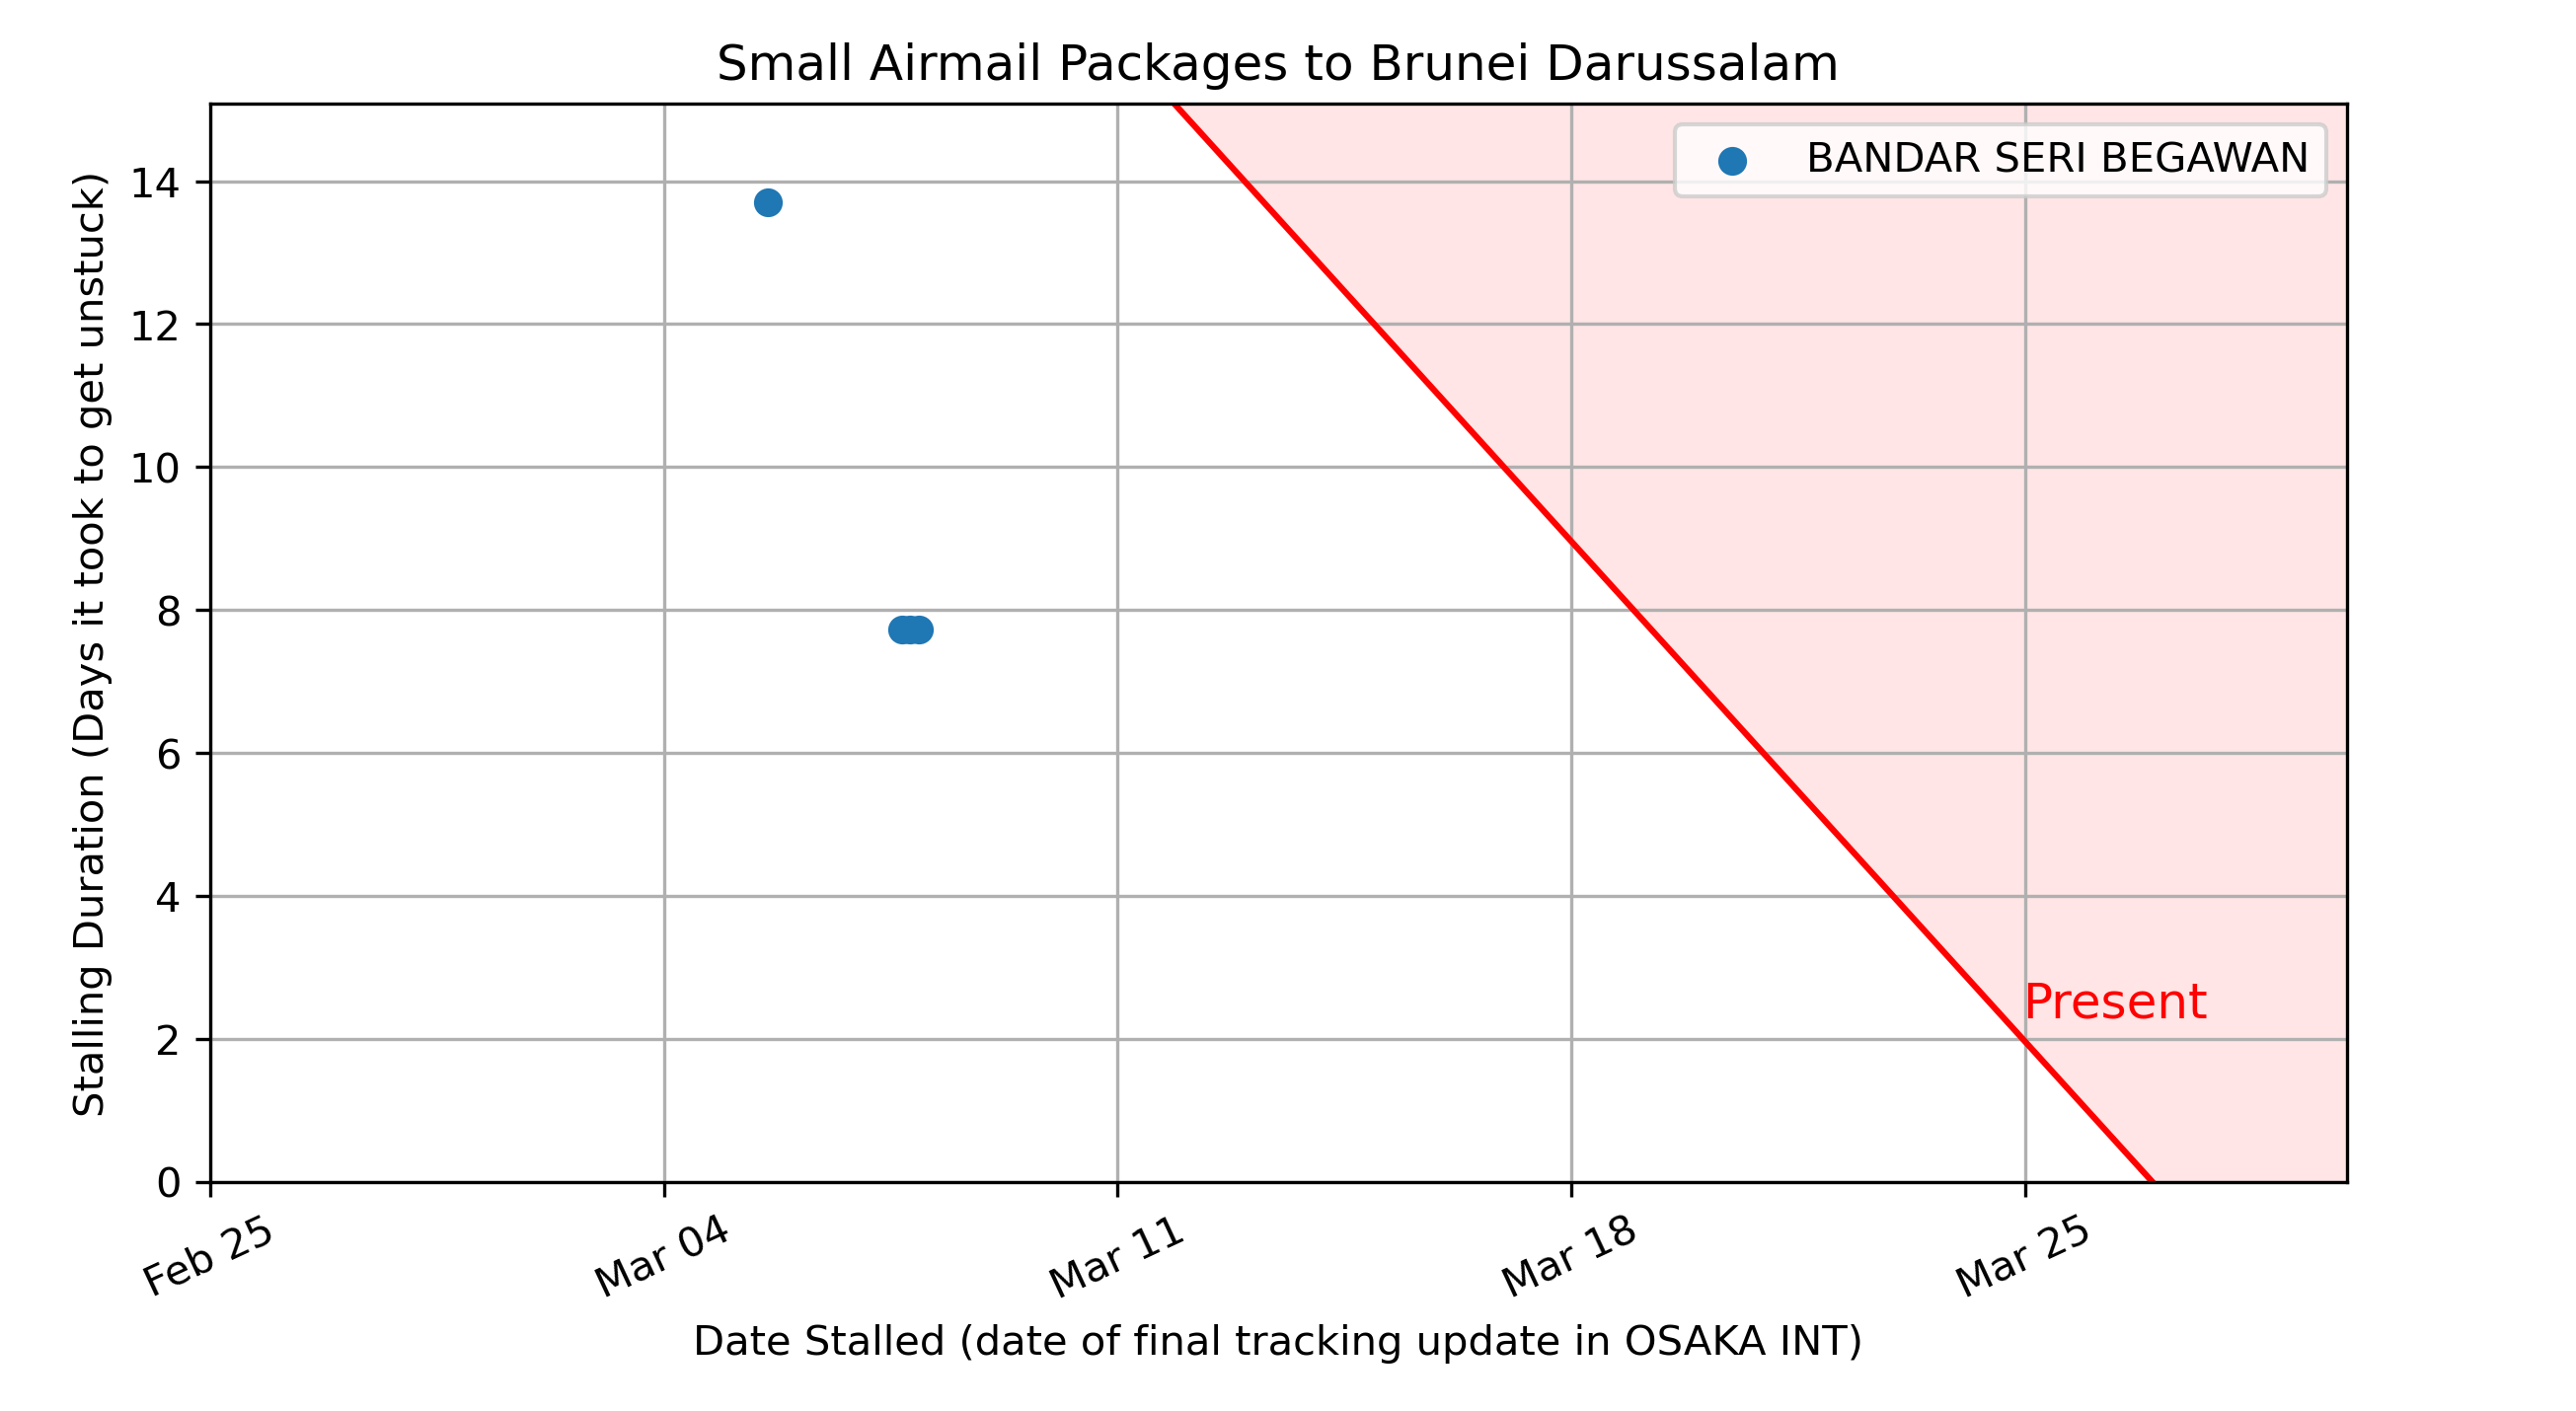 Small Airmail Packages to Brunei Darussalam
BANDAR SERI BEGAWAN
Stalling Duration (Days it took to get unstuck)
14
12
10
8
6
4
2
0
Present
Feb 25
Mar 04
Mar 11
Mar 18
Mar 25
Date Stalled (date of final tracking update in OSAKA INT)